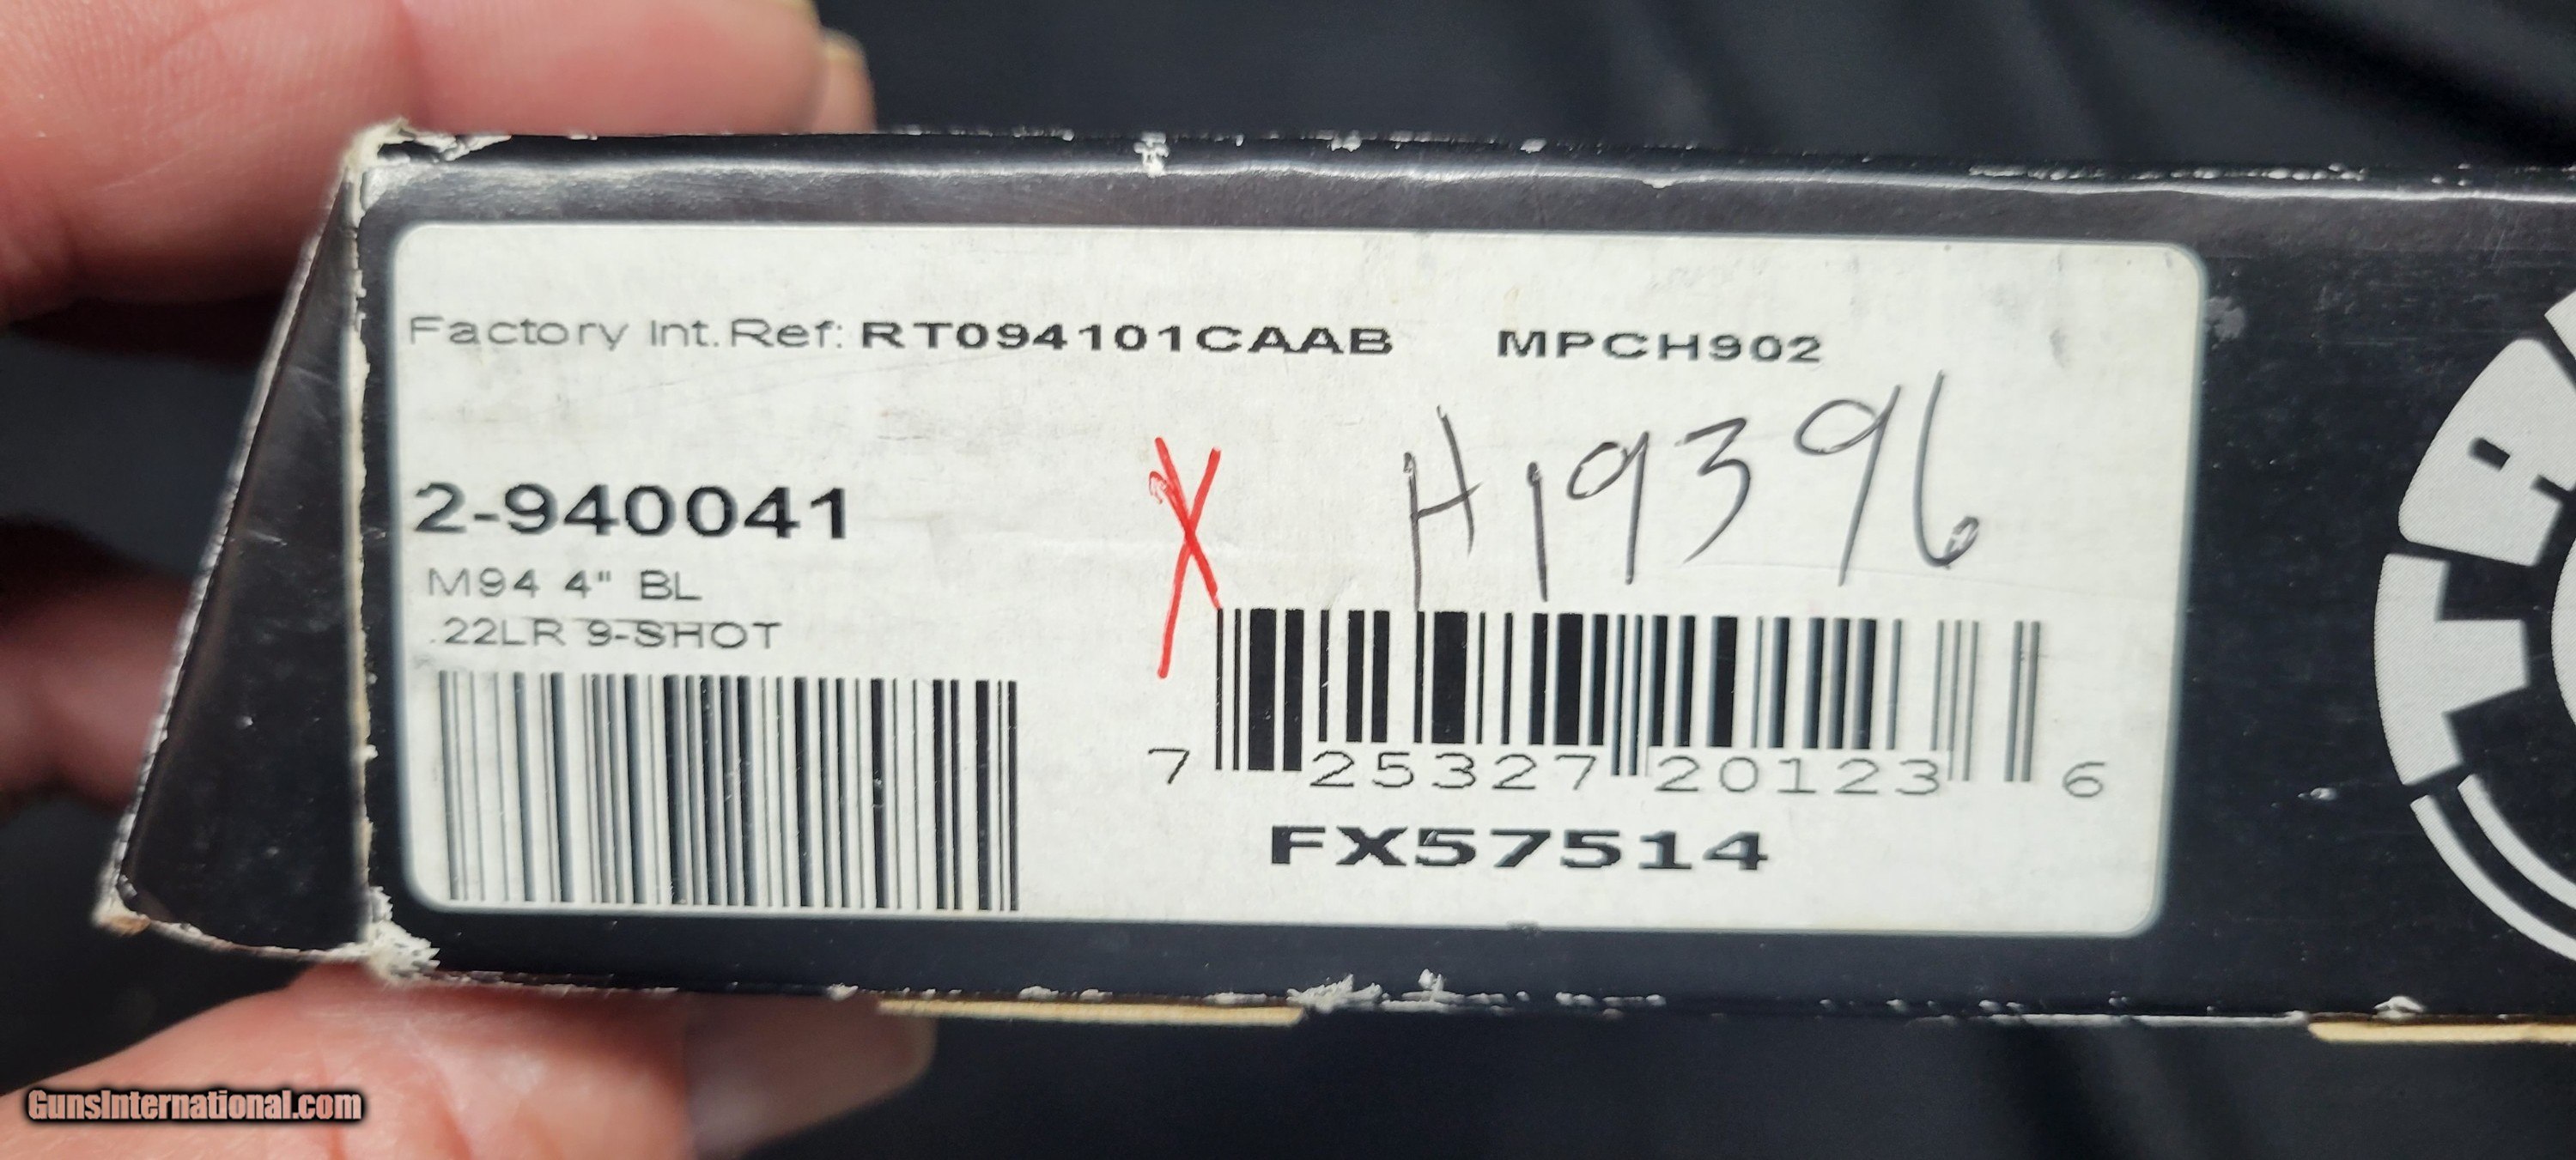 Factory Int. Ref: RT094101CAAB MPCH902
H19396
2-940041
M94 4" BL
.22LR 9-SHOT
7 25327 20123 6
FX57514
GunsInternational.com